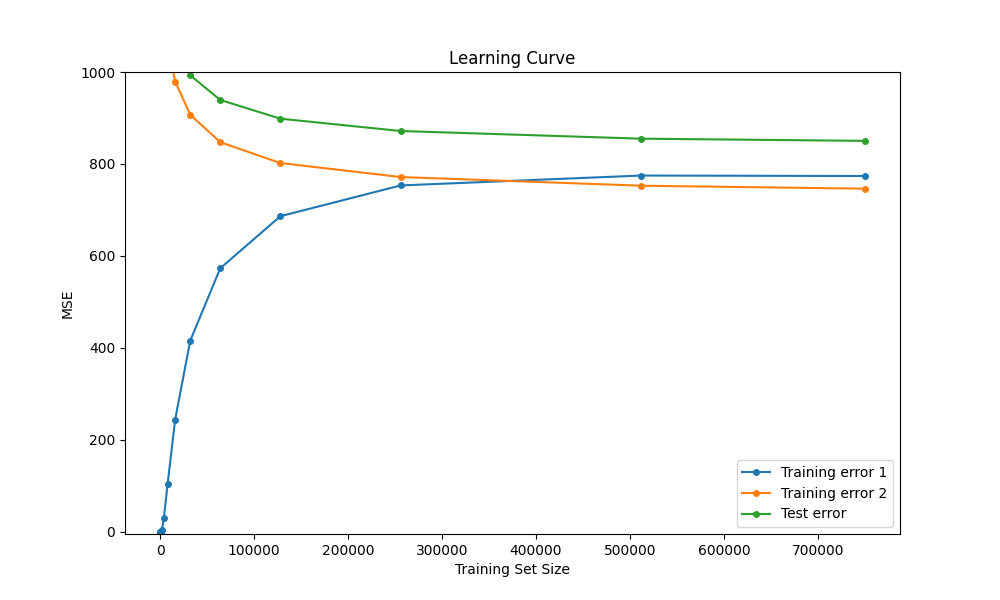 Learning Curve
1000
800
600
400
200
0
MSE
0 100000 200000 300000 400000 500000 600000 700000
Training Set Size
Training error 1
Training error 2
Test error